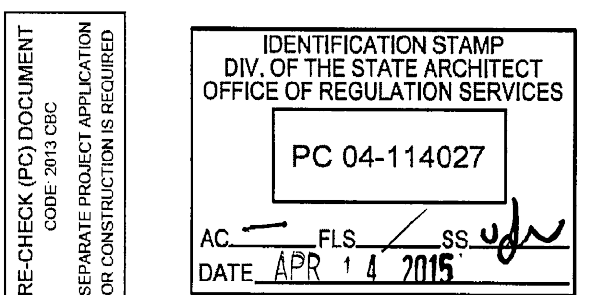 RE-CHECK (PC) DOCUMENT
CODE: 2013 CBC
SEPARATE PROJECT APPLICATION
OR CONSTRUCTION IS REQUIRED
IDENTIFICATION STAMP
DIV. OF THE STATE ARCHITECT
OFFICE OF REGULATION SERVICES
PC 04-114027
AC FLS SS
DATE APR 14 2015